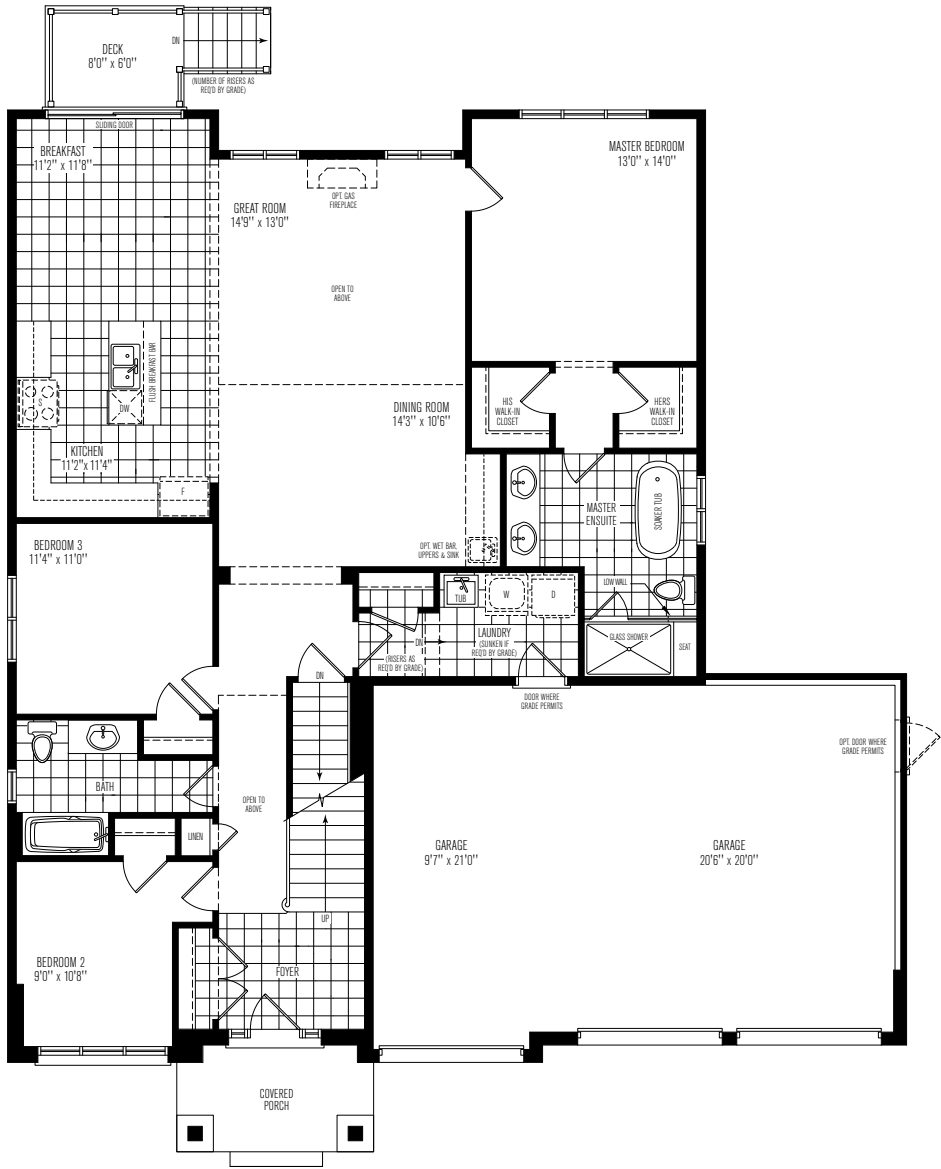 DECK
8'0" x 6'0"
DN
(NUMBER OF RISERS AS
REQ'D BY GRADE)
SLIDING DOOR
BREAKFAST
11'2" x 11'8"
MASTER BEDROOM
13'0" x 14'0"
OPT. GAS
FIREPLACE
GREAT ROOM
14'9" x 13'0"
OPEN TO
ABOVE
FLUSH BREAKFAST BAR
S
DW
HIS
WALK-IN
CLOSET
HERS
WALK-IN
CLOSET
DINING ROOM
14'3" x 10'6"
KITCHEN
11'2"x 11'4"
F
MASTER
ENSUITE
SOAKER TUB
BEDROOM 3
11'4" x 11'0"
OPT. WET BAR,
UPPERS & SINK
LOW WALL
TUB
W
D
LAUNDRY
(SUNKEN IF
REQ'D BY GRADE)
DN
(RISERS AS
REQ'D BY GRADE)
GLASS SHOWER
SEAT
DN
DOOR WHERE
GRADE PERMITS
OPT. DOOR WHERE
GRADE PERMITS
BATH
OPEN TO
ABOVE
LINEN
GARAGE
9'7" x 21'0"
GARAGE
20'6" x 20'0"
UP
BEDROOM 2
9'0" x 10'8"
FOYER
COVERED
PORCH